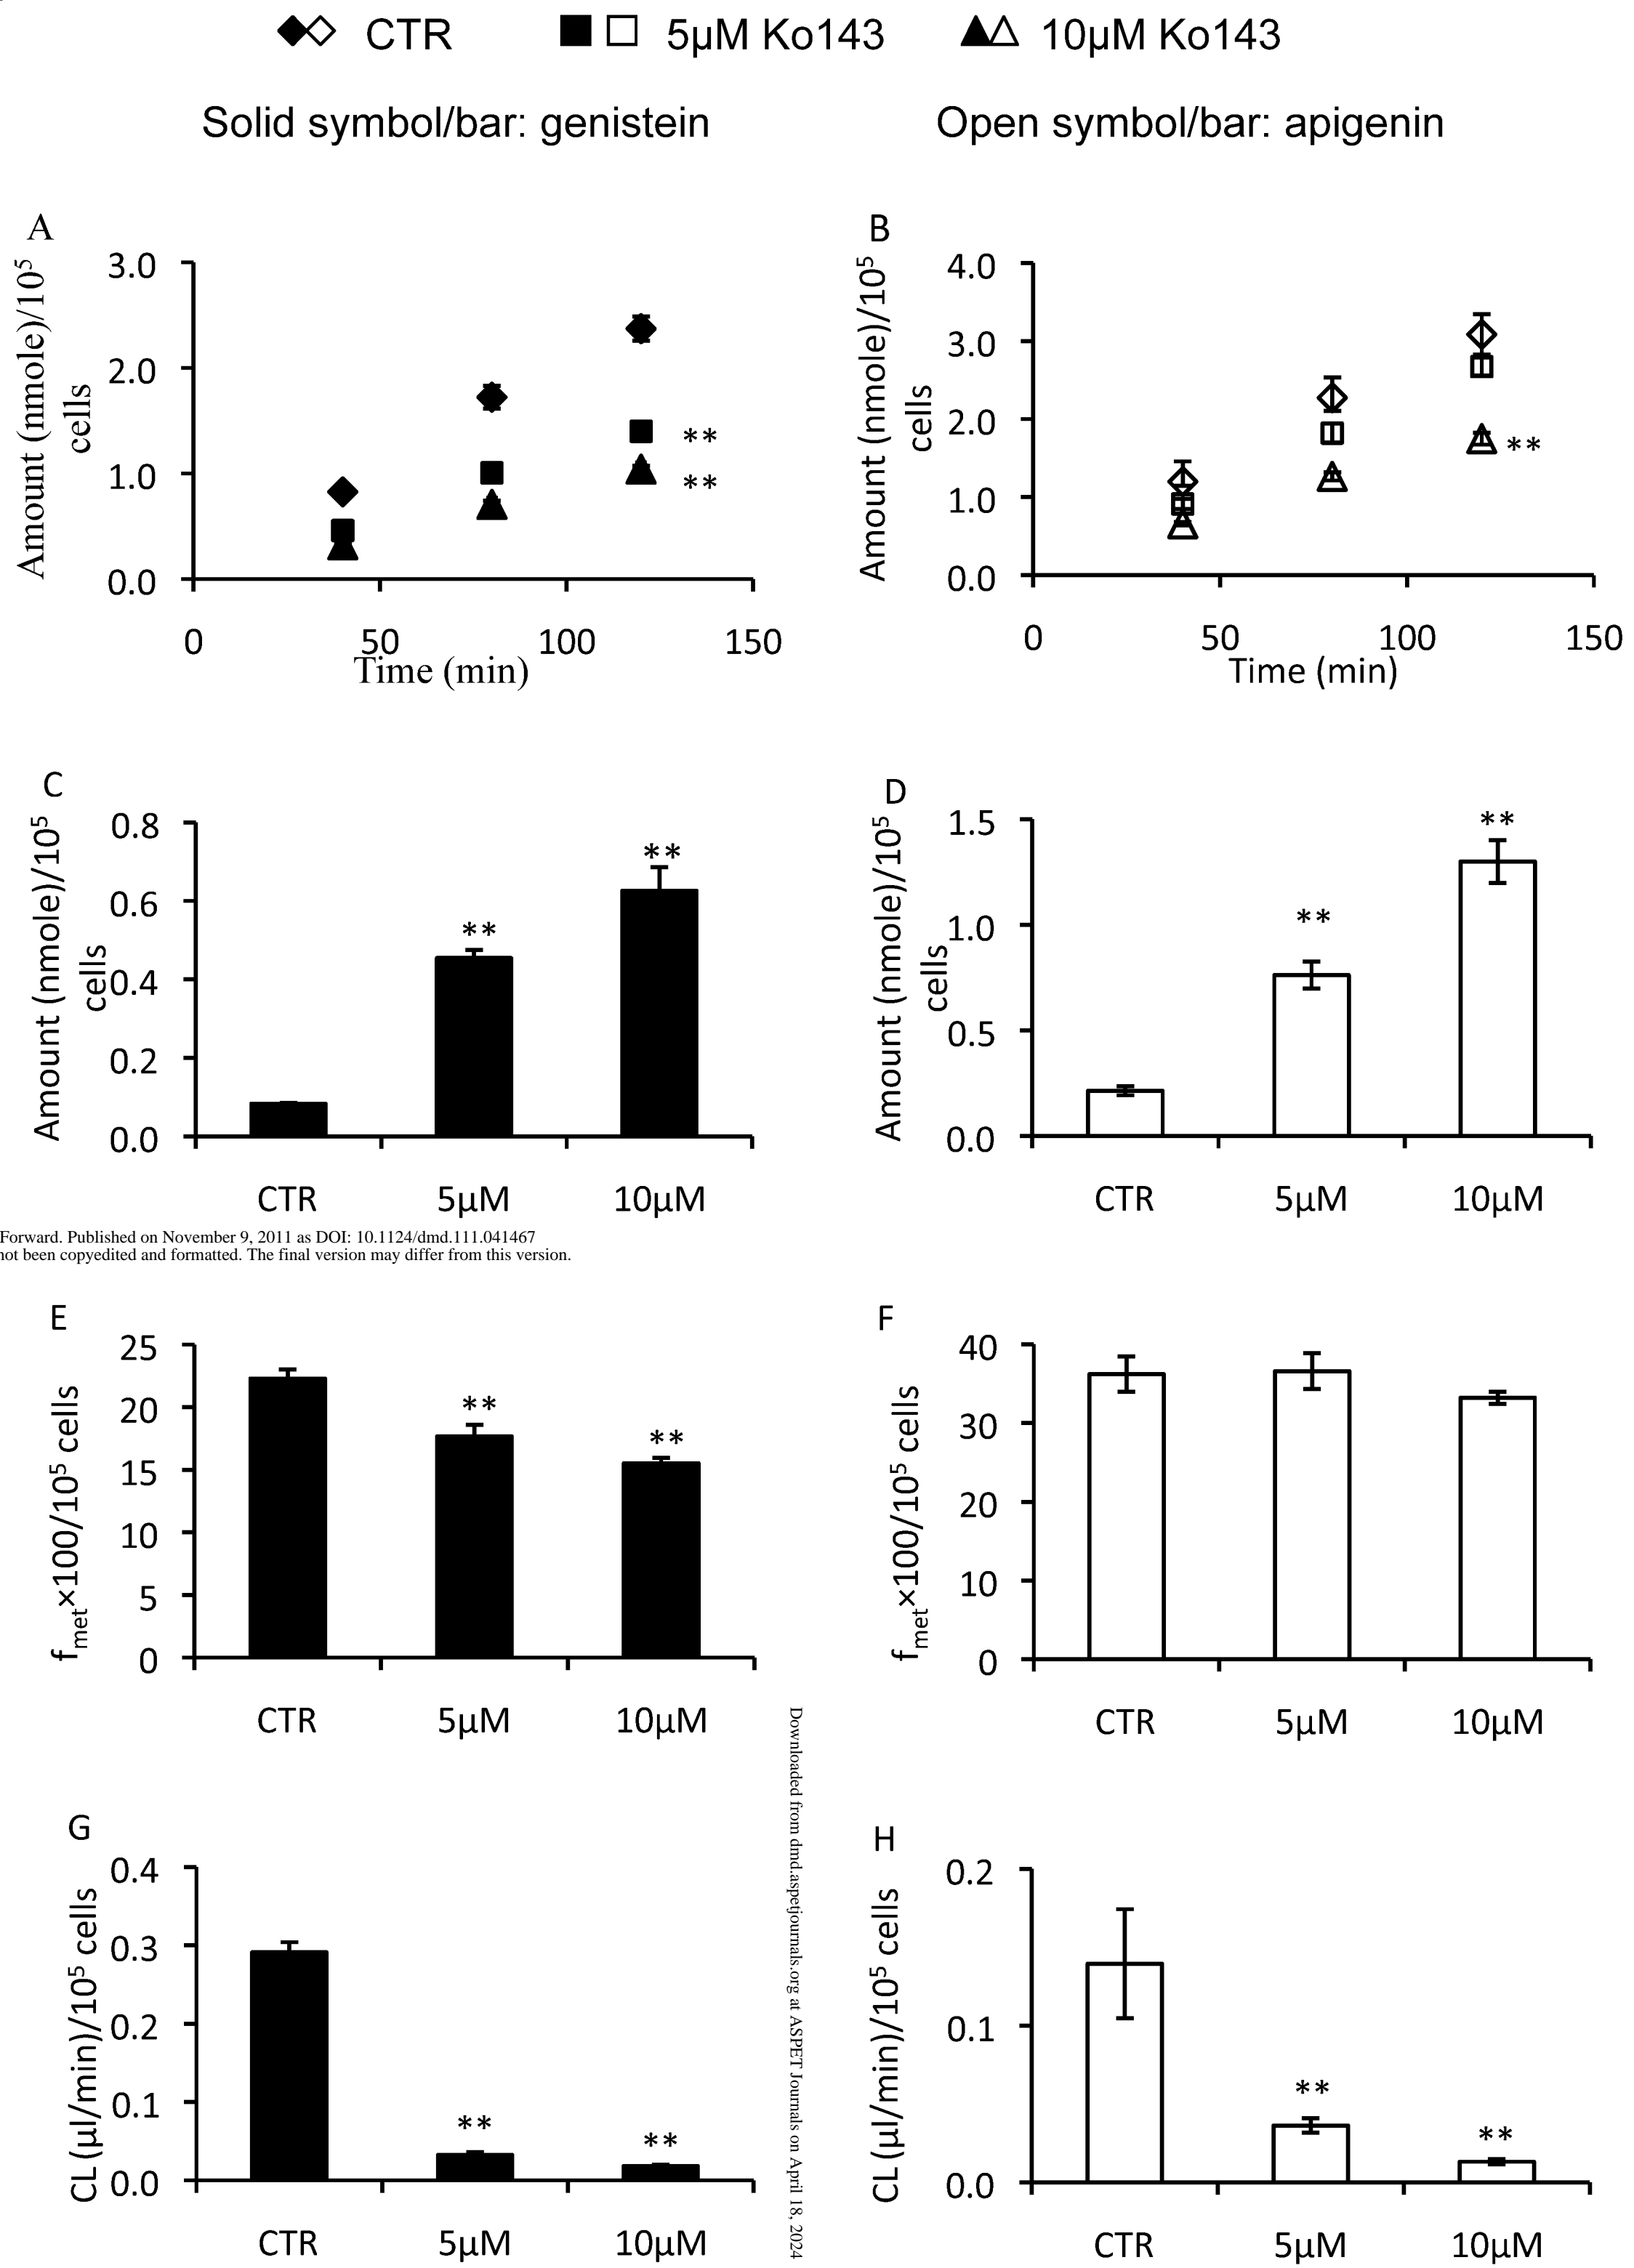 CTR 5μM Ko143 10μM Ko143
Solid symbol/bar: genistein Open symbol/bar: apigenin
A
Amount (nmole)/10⁵
cells
3.0
2.0
1.0
0.0
**
**
0 50 100 150
Time (min)
B
Amount (nmole)/10⁵
cells
4.0
3.0
2.0
1.0
0.0
**
0 50 100 150
Time (min)
C
Amount (nmole)/10⁵
cells
0.8
0.6
0.4
0.2
0.0
**
**
CTR 5μM 10μM
D
Amount (nmole)/10⁵
cells
1.5
1.0
0.5
0.0
**
**
CTR 5μM 10μM
Forward. Published on November 9, 2011 as DOI: 10.1124/dmd.111.041467
not been copyedited and formatted. The final version may differ from this version.
E
fmet×100/10⁵ cells
25
20
15
10
5
0
**
**
CTR 5μM 10μM
F
fmet×100/10⁵ cells
40
30
20
10
0
CTR 5μM 10μM
G
CL (μl/min)/10⁵ cells
0.4
0.3
0.2
0.1
0.0
**
**
CTR 5μM 10μM
Downloaded from dmd.aspetjournals.org at ASPET Journals on April 18, 2024
H
CL (μl/min)/10⁵ cells
0.2
0.1
0.0
**
**
CTR 5μM 10μM